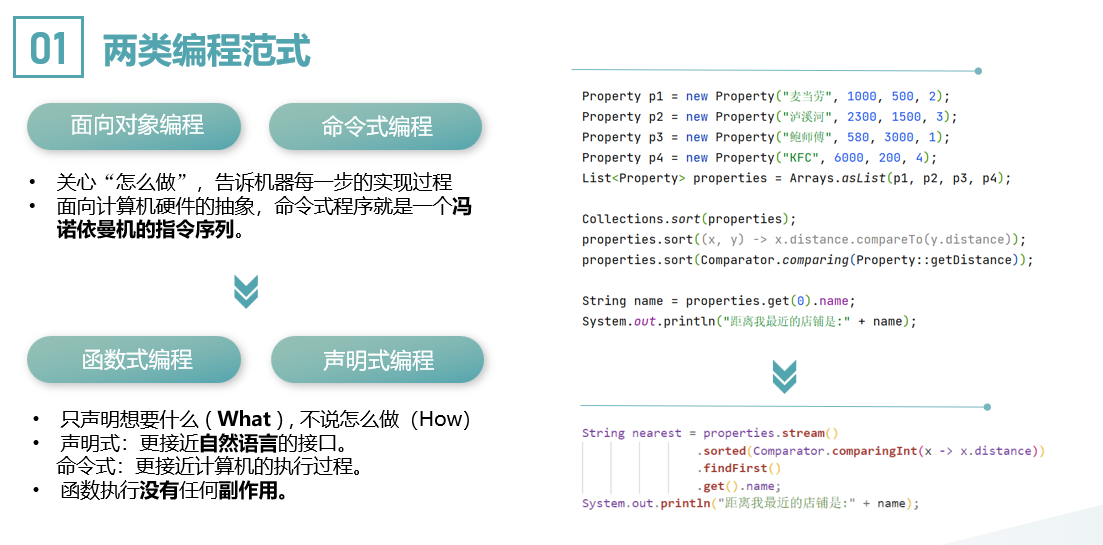 01 两类编程范式
面向对象编程 命令式编程
• 关心“怎么做”，告诉机器每一步的实现过程
• 面向计算机硬件的抽象，命令式程序就是一个冯
诺依曼机的指令序列。
函数式编程 声明式编程
• 只声明想要什么（What）, 不说怎么做（How）
• 声明式：更接近自然语言的接口。
命令式：更接近计算机的执行过程。
• 函数执行没有任何副作用。
Property p1 = new Property("麦当劳", 1000, 500, 2);
Property p2 = new Property("泸溪河", 2300, 1500, 3);
Property p3 = new Property("鲍师傅", 580, 3000, 1);
Property p4 = new Property("KFC", 6000, 200, 4);
List<Property> properties = Arrays.asList(p1, p2, p3, p4);
Collections.sort(properties);
properties.sort((x, y) -> x.distance.compareTo(y.distance));
properties.sort(Comparator.comparing(Property::getDistance));
String name = properties.get(0).name;
System.out.println("距离我最近的店铺是:" + name);
String nearest = properties.stream()
.sorted(Comparator.comparingInt(x -> x.distance))
.findFirst()
.get().name;
System.out.println("距离我最近的店铺是:" + name);